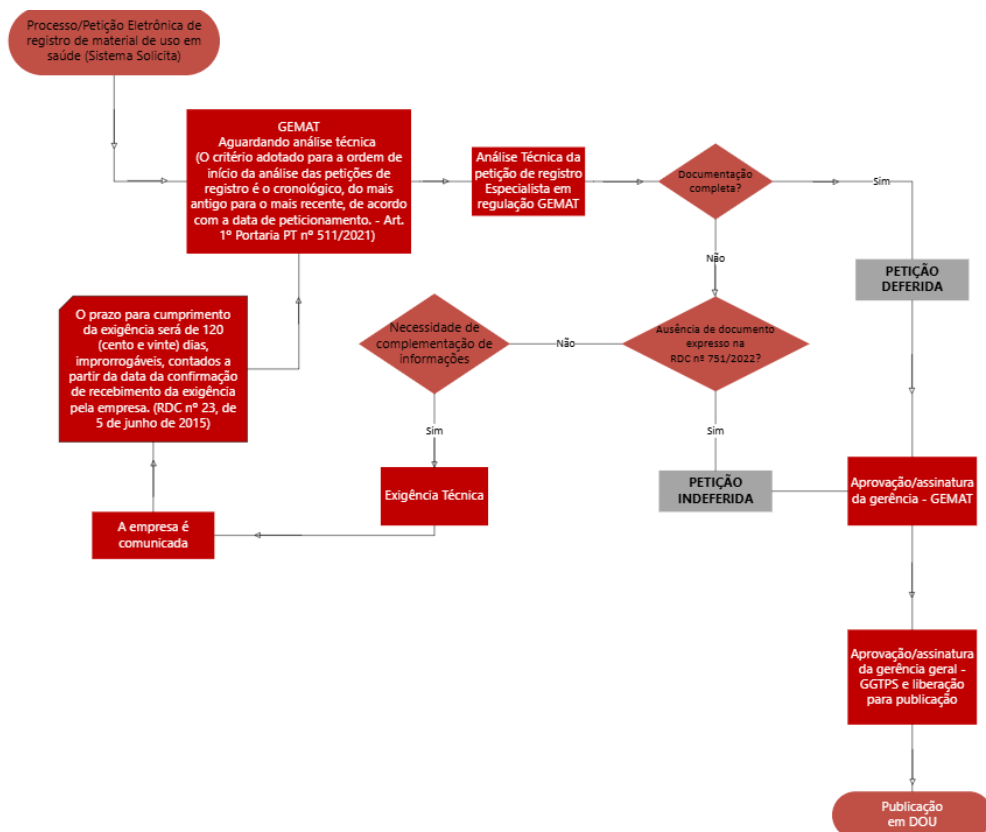 Processo/Petição Eletrônica de
registro de material de uso em
saúde (Sistema Solicita)
GEMAT
Aguardando análise técnica
(O critério adotado para a ordem de
início da análise das petições de
registro é o cronológico, do mais
antigo para o mais recente, de acordo
com a data de peticionamento. - Art.
1º Portaria PT nº 511/2021)
Análise Técnica da
petição de registro
Especialista em
regulação GEMAT
Documentação
completa?
Sim
Não
PETIÇÃO
DEFERIDA
O prazo para cumprimento
da exigência será de 120
(cento e vinte) dias,
improrrogáveis, contados a
partir da data da confirmação
de recebimento da exigência
pela empresa. (RDC nº 23, de
5 de junho de 2015)
Necessidade de
complementação de
informações
Não
Ausência de documento
expresso na
RDC nº 751/2022?
Sim
Sim
Exigência Técnica
PETIÇÃO
INDEFERIDA
Aprovação/assinatura
da gerência - GEMAT
A empresa é
comunicada
Aprovação/assinatura
da gerência geral -
GGTPS e liberação
para publicação
Publicação
em DOU